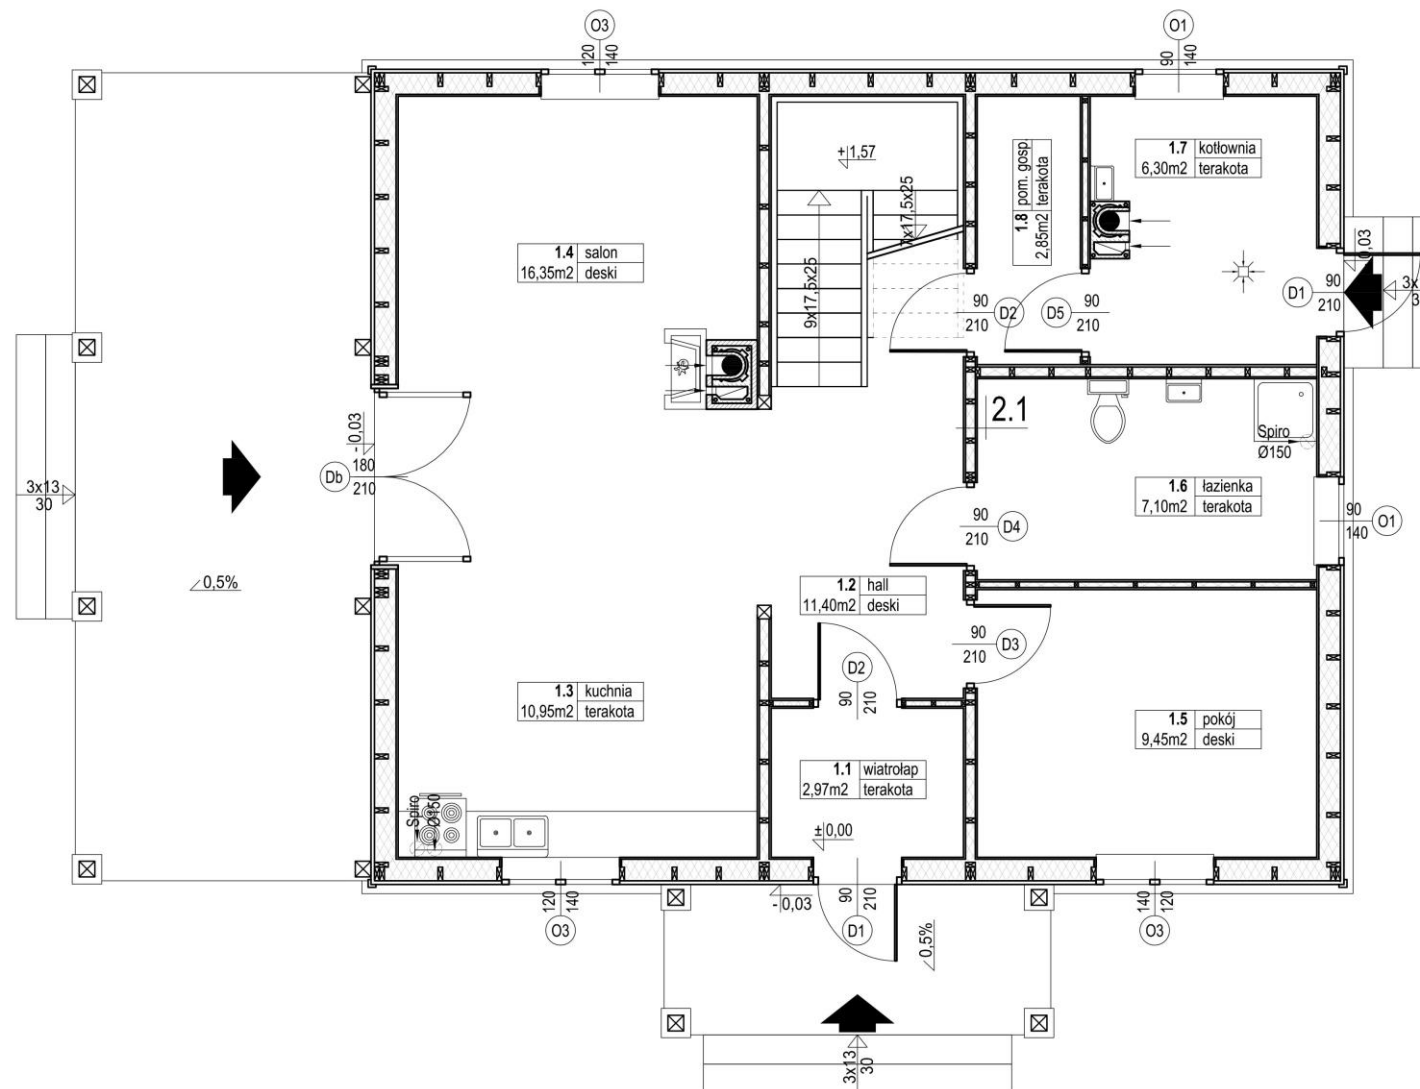 O3
120
140
O1
90
140
+1,57
1.7 kotłownia
6,30m2 terakota
1.8 pom. gosp.
2,85m2 terakota
7x17,5x25
9x17,5x25
1.4 salon
16,35m2 deski
-0,03
3x
3
D1
90
210
90
210
D2
D5
90
210
2.1
Spiro
Ø150
-0,03
Db
180
210
3x13
30
1.6 łazienka
7,10m2 terakota
90
140
O1
90
210
D4
0,5%
1.2 hall
11,40m2 deski
90
210
D3
D2
90
210
1.3 kuchnia
10,95m2 terakota
1.5 pokój
9,45m2 deski
1.1 wiatrołap
2,97m2 terakota
Spiro
Ø150
±0,00
120
140
O3
-0,03
90
210
D1
0,5%
140
120
O3
3x13
30